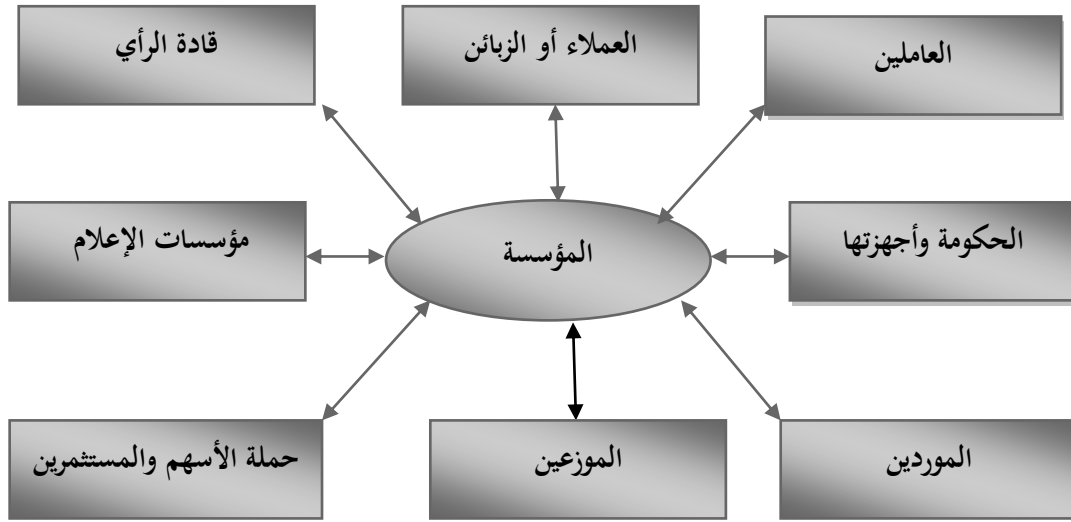 العاملين
العملاء أو الزبائن
قادة الرأي
الحكومة وأجهزتها
المؤسسة
مؤسسات الإعلام
الموردين
الموزعين
حملة الأسهم والمستثمرين